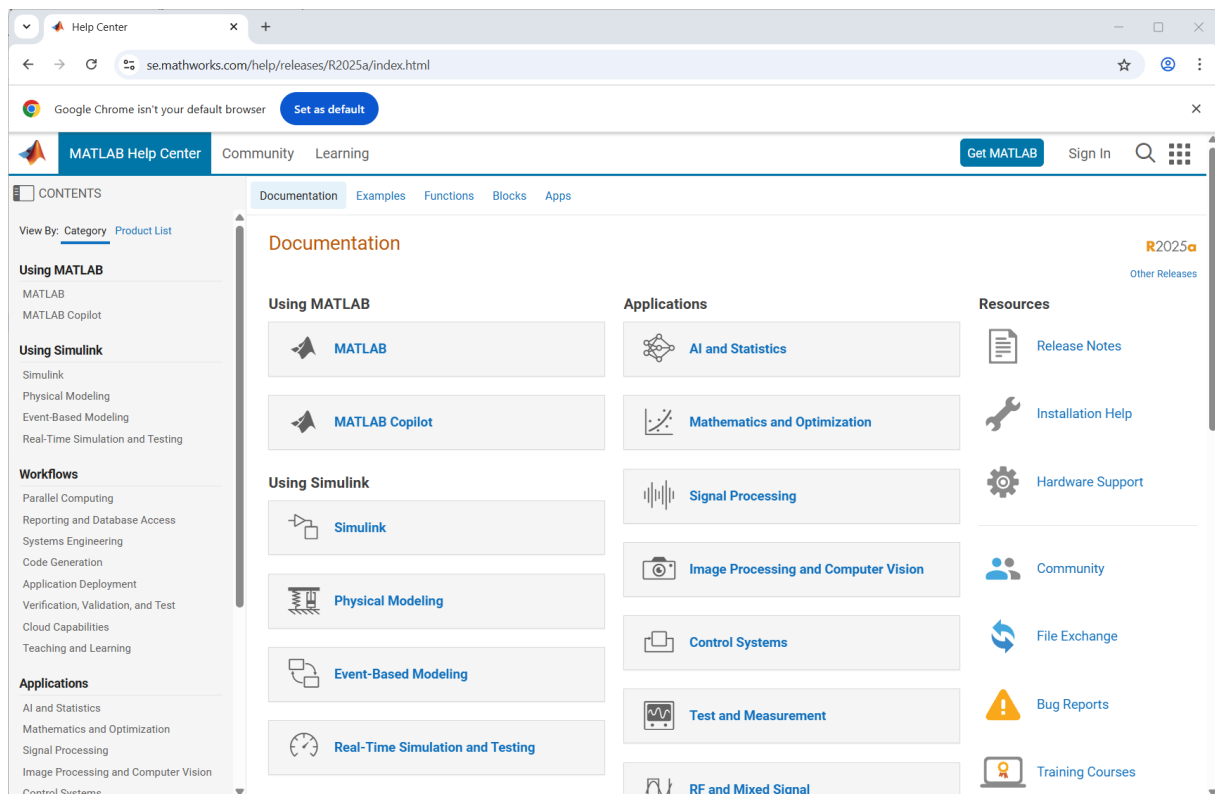 Help Center
se.mathworks.com/help/releases/R2025a/index.html
Google Chrome isn't your default browser Set as default
MATLAB Help Center Community Learning Get MATLAB Sign In
CONTENTS
Documentation Examples Functions Blocks Apps
View By: Category Product List
Using MATLAB
MATLAB
MATLAB Copilot
Using Simulink
Simulink
Physical Modeling
Event-Based Modeling
Real-Time Simulation and Testing
Workflows
Parallel Computing
Reporting and Database Access
Systems Engineering
Code Generation
Application Deployment
Verification, Validation, and Test
Cloud Capabilities
Teaching and Learning
Applications
AI and Statistics
Mathematics and Optimization
Signal Processing
Image Processing and Computer Vision
Control Systems
Documentation
R2025a
Other Releases
Using MATLAB
MATLAB
MATLAB Copilot
Using Simulink
Simulink
Physical Modeling
Event-Based Modeling
Real-Time Simulation and Testing
Applications
AI and Statistics
Mathematics and Optimization
Signal Processing
Image Processing and Computer Vision
Control Systems
Test and Measurement
RF and Mixed Signal
Resources
Release Notes
Installation Help
Hardware Support
Community
File Exchange
Bug Reports
Training Courses